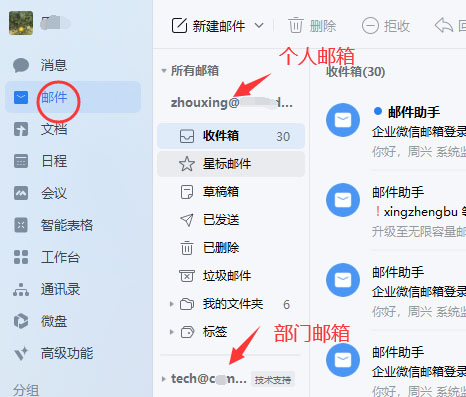 消息
邮件
文档
日程
会议
智能表格
工作台
通讯录
微盘
高级功能
分组
新建邮件
删除
拒收
个人邮箱
所有邮箱
zhouxing@
d...
收件箱 30
星标邮件
草稿箱
已发送
已删除
垃圾邮件
我的文件夹 6
标签
部门邮箱
tech@c
m...
技术支持
收件箱(30)
邮件助手
企业微信邮箱登录
你好，周兴 系统监
邮件助手
！xingzhengbu 等
升级至无限容量邮
邮件助手
企业微信邮箱登录
你好，周兴 系统监
邮件助手
企业微信邮箱登录
你好，周兴 系统监